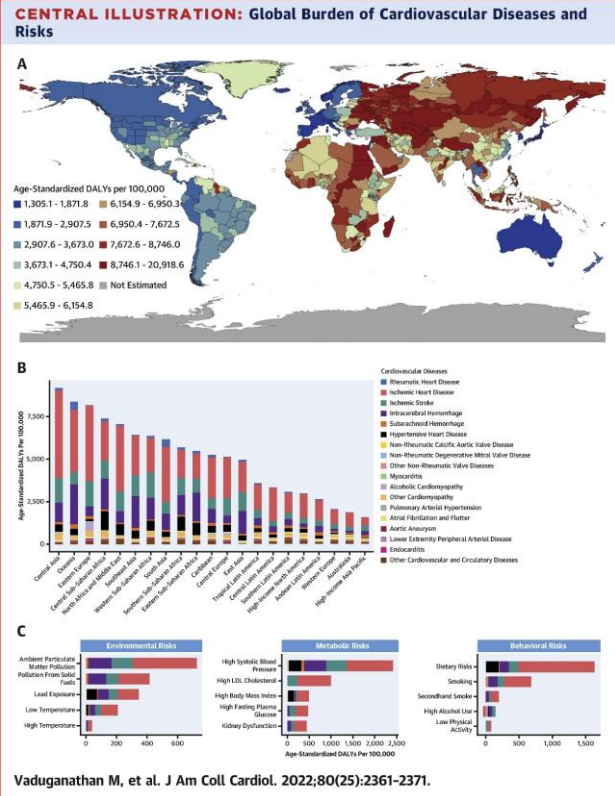 CENTRAL ILLUSTRATION: Global Burden of Cardiovascular Diseases and
Risks
A
Age-Standardized DALYs per 100,000
1,305.1 - 1,871.8
1,871.9 - 2,907.5
2,907.6 - 3,673.0
3,673.1 - 4,750.4
4,750.5 - 5,465.8
5,465.9 - 6,154.8
6,154.9 - 6,950.3
6,950.4 - 7,672.5
7,672.6 - 8,746.0
8,746.1 - 20,918.6
Not Estimated
B
Age-Standardized DALYs Per 100,000
7,500
5,000
2,500
0
Central Asia
Oceania
Eastern Europe
Central Sub-Saharan Africa
North Africa and Middle East
Southeast Asia
Western Sub-Saharan Africa
South Asia
Southern Sub-Saharan Africa
Eastern Sub-Saharan Africa
Caribbean
Central Europe
East Asia
Tropical Latin America
Central Latin America
Southern Latin America
High-Income North America
Andean Latin America
Western Europe
Australasia
High-Income Asia Pacific
Cardiovascular Diseases
Rheumatic Heart Disease
Ischemic Heart Disease
Ischemic Stroke
Intracerebral Hemorrhage
Subarachnoid Hemorrhage
Hypertensive Heart Disease
Non-Rheumatic Calcific Aortic Valve Disease
Non-Rheumatic Degenerative Mitral Valve Disease
Other Non-Rheumatic Valve Diseases
Myocarditis
Alcoholic Cardiomyopathy
Other Cardiomyopathy
Pulmonary Arterial Hypertension
Atrial Fibrillation and Flutter
Aortic Aneurysm
Lower Extremity Peripheral Arterial Disease
Endocarditis
Other Cardiovascular and Circulatory Diseases
C
Environmental Risks
Ambient Particulate
Matter Pollution
Pollution From Solid
Fuels
Lead Exposure
Low Temperature
High Temperature
0 200 400 600
Metabolic Risks
High Systolic Blood
Pressure
High LDL Cholesterol
High Body Mass Index
High Fasting Plasma
Glucose
Kidney Dysfunction
0 500 1,000 1,500 2,000 2,500
Age-Standardized DALYs Per 100,000
Behavioral Risks
Dietary Risks
Smoking
Secondhand Smoke
High Alcohol Use
Low Physical
Activity
0 500 1,000 1,500
Vaduganathan M, et al. J Am Coll Cardiol. 2022;80(25):2361-2371.